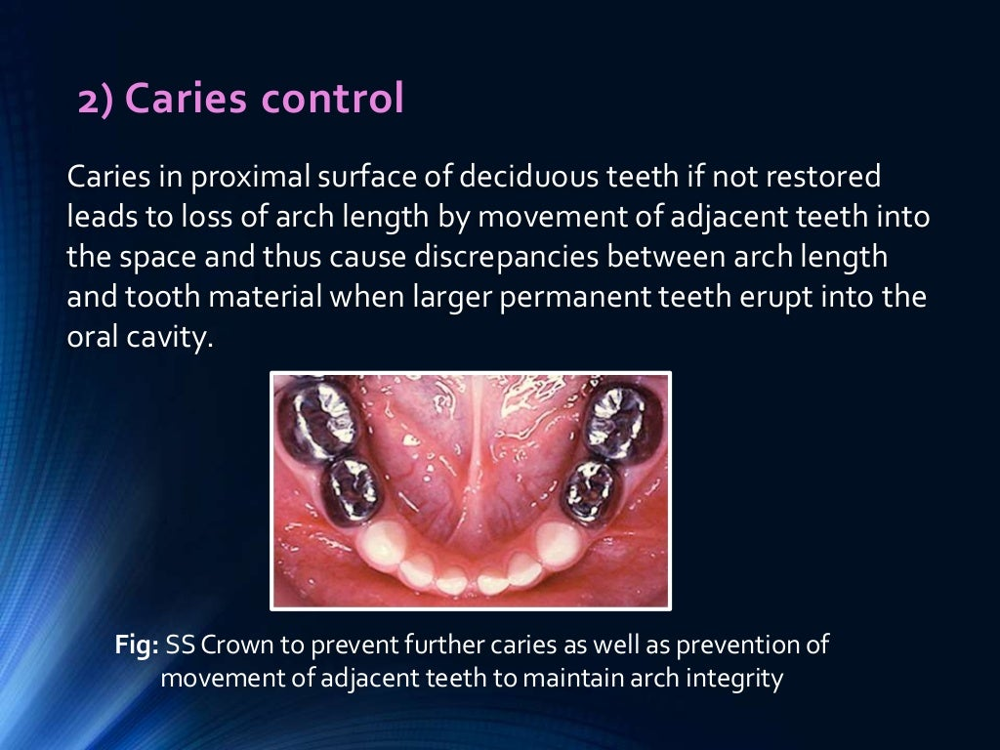 2) Caries control
Caries in proximal surface of deciduous teeth if not restored
leads to loss of arch length by movement of adjacent teeth into
the space and thus cause discrepancies between arch length
and tooth material when larger permanent teeth erupt into the
oral cavity.
Fig: SS Crown to prevent further caries as well as prevention of
movement of adjacent teeth to maintain arch integrity